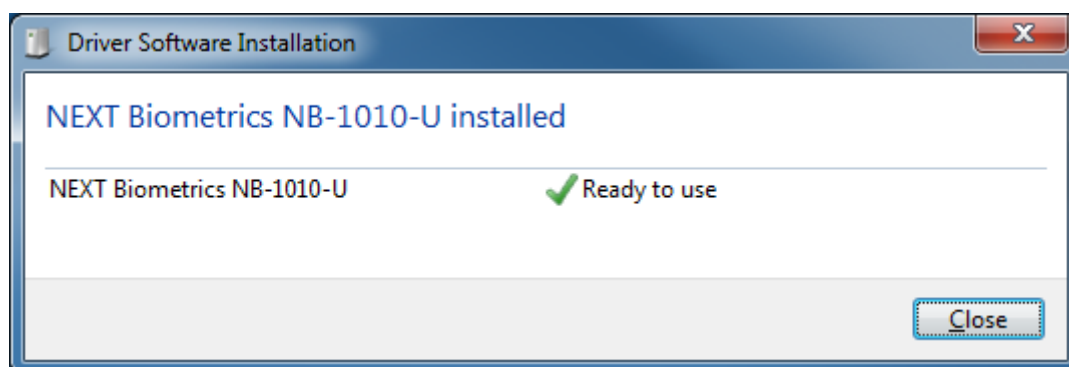 Driver Software Installation
NEXT Biometrics NB-1010-U installed
NEXT Biometrics NB-1010-U Ready to use
Close